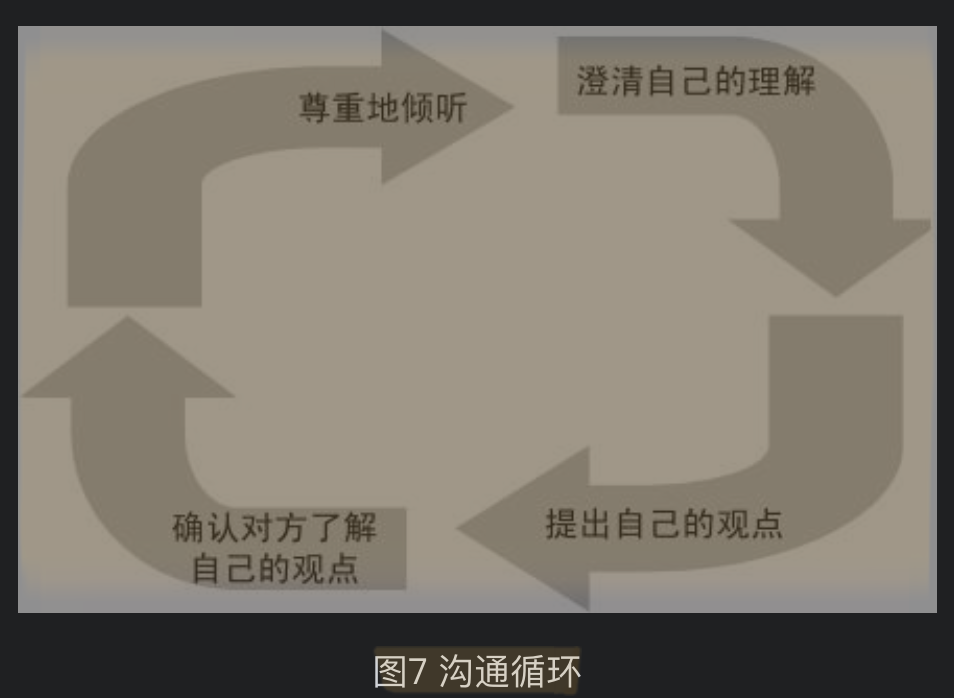 尊重地倾听
澄清自己的理解
提出自己的观点
确认对方了解
自己的观点
图7 沟通循环